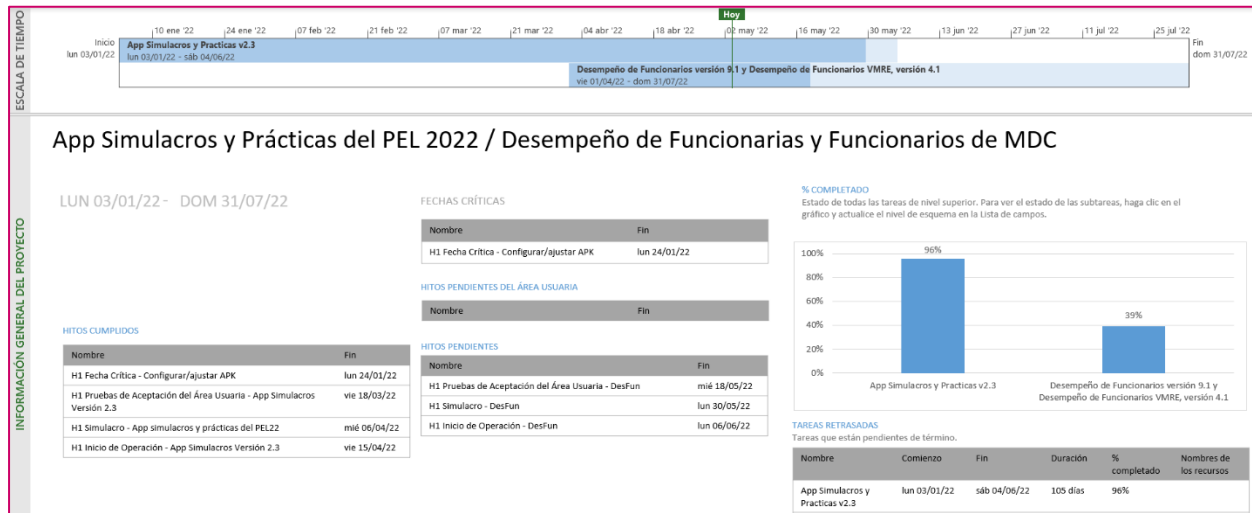 ESCALA DE TIEMPO
Hoy
10 ene '22 24 ene '22 07 feb '22 21 feb '22 07 mar '22 21 mar '22 04 abr '22 18 abr '22 02 may '22 16 may '22 30 may '22 13 jun '22 27 jun '22 11 jul '22 25 jul '22
Inicio
lun 03/01/22
App Simulacros y Practicas v2.3
lun 03/01/22 - sáb 04/06/22
Desempeño de Funcionarios versión 9.1 y Desempeño de Funcionarios VMRE, versión 4.1
vie 01/04/22 - dom 31/07/22
Fin
dom 31/07/22
INFORMACIÓN GENERAL DEL PROYECTO
App Simulacros y Prácticas del PEL 2022 / Desempeño de Funcionarias y Funcionarios de MDC
LUN 03/01/22 - DOM 31/07/22
HITOS CUMPLIDOS
Nombre Fin
H1 Fecha Crítica - Configurar/ajustar APK lun 24/01/22
H1 Pruebas de Aceptación del Área Usuaria - App Simulacros
Versión 2.3 vie 18/03/22
H1 Simulacro - App simulacros y prácticas del PEL22 mié 06/04/22
H1 Inicio de Operación - App Simulacros Versión 2.3 vie 15/04/22
FECHAS CRÍTICAS
Nombre Fin
H1 Fecha Crítica - Configurar/ajustar APK lun 24/01/22
HITOS PENDIENTES DEL ÁREA USUARIA
Nombre Fin
HITOS PENDIENTES
Nombre Fin
H1 Pruebas de Aceptación del Área Usuaria - DesFun mié 18/05/22
H1 Simulacro - DesFun lun 30/05/22
H1 Inicio de Operación - DesFun lun 06/06/22
% COMPLETADO
Estado de todas las tareas de nivel superior. Para ver el estado de las subtareas, haga clic en el
gráfico y actualice el nivel de esquema en la Lista de campos.
100%
80%
60%
40%
20%
0%
96%
39%
App Simulacros y Practicas v2.3
Desempeño de Funcionarios versión 9.1 y
Desempeño de Funcionarios VMRE, versión 4.1
TAREAS RETRASADAS
Tareas que están pendientes de término.
Nombre Comienzo Fin Duración % completado Nombres de los recursos
App Simulacros y
Practicas v2.3 lun 03/01/22 sáb 04/06/22 105 días 96%